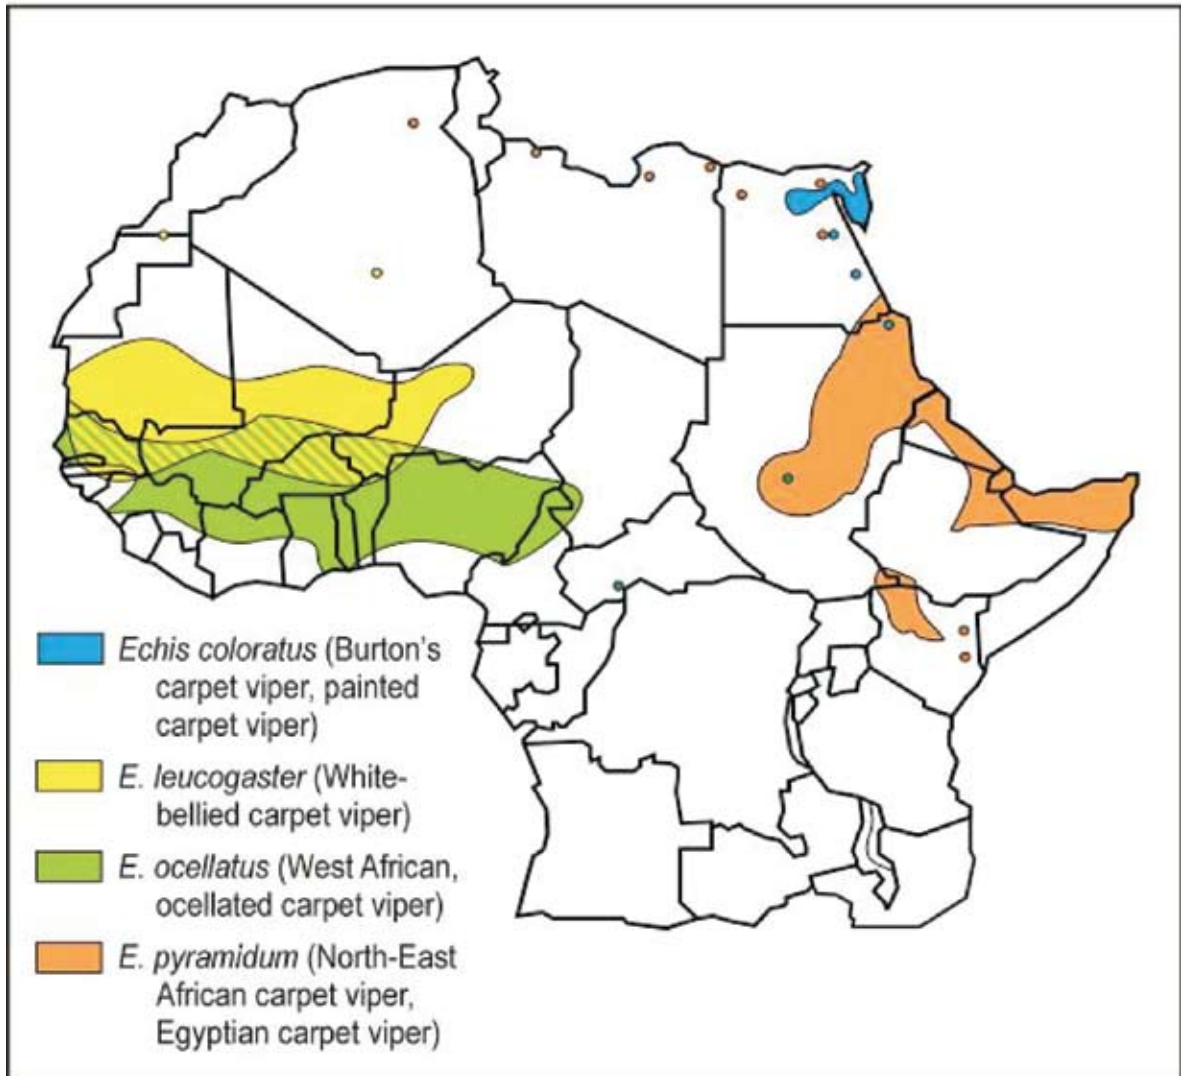 Echis coloratus (Burton's
carpet viper, painted
carpet viper)
E. leucogaster (White-
bellied carpet viper)
E. ocellatus (West African,
ocellated carpet viper)
E. pyramidum (North-East
African carpet viper,
Egyptian carpet viper)